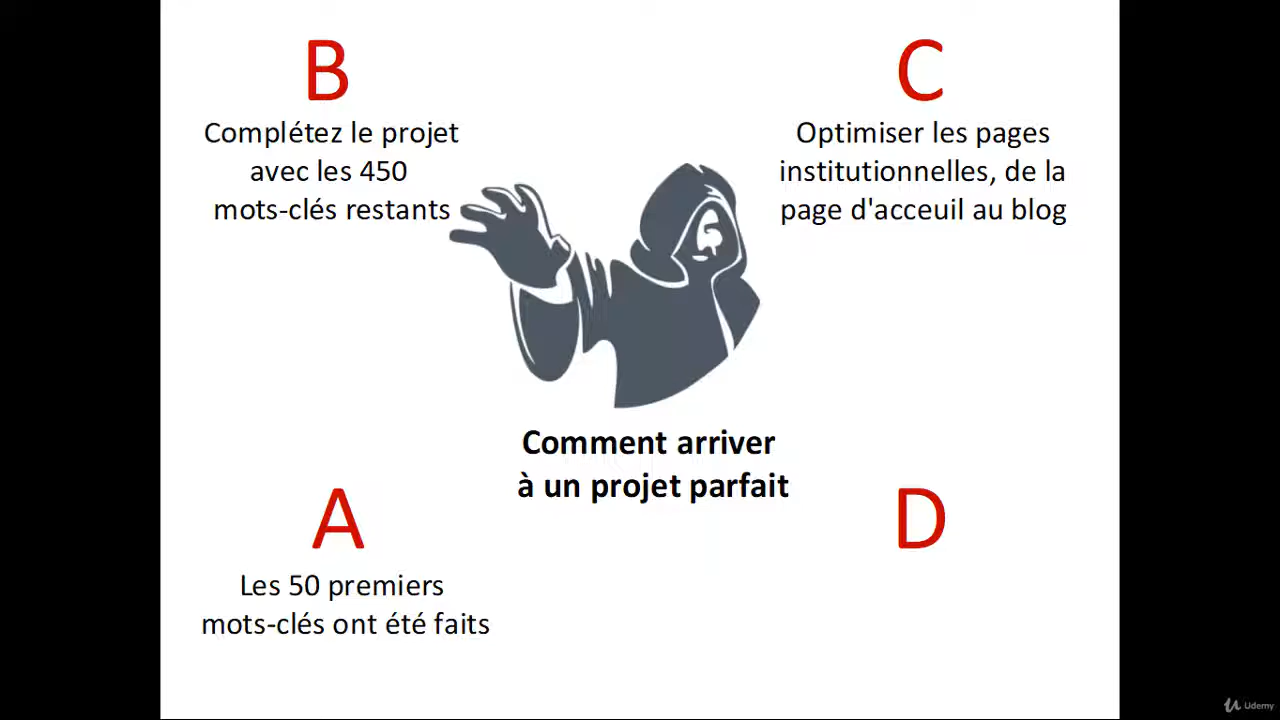 B
Complétez le projet
avec les 450
mots-clés restants
C
Optimiser les pages
institutionnelles, de la
page d'acceuil au blog
Comment arriver
à un projet parfait
A
Les 50 premiers
mots-clés ont été faits
D
Udemy